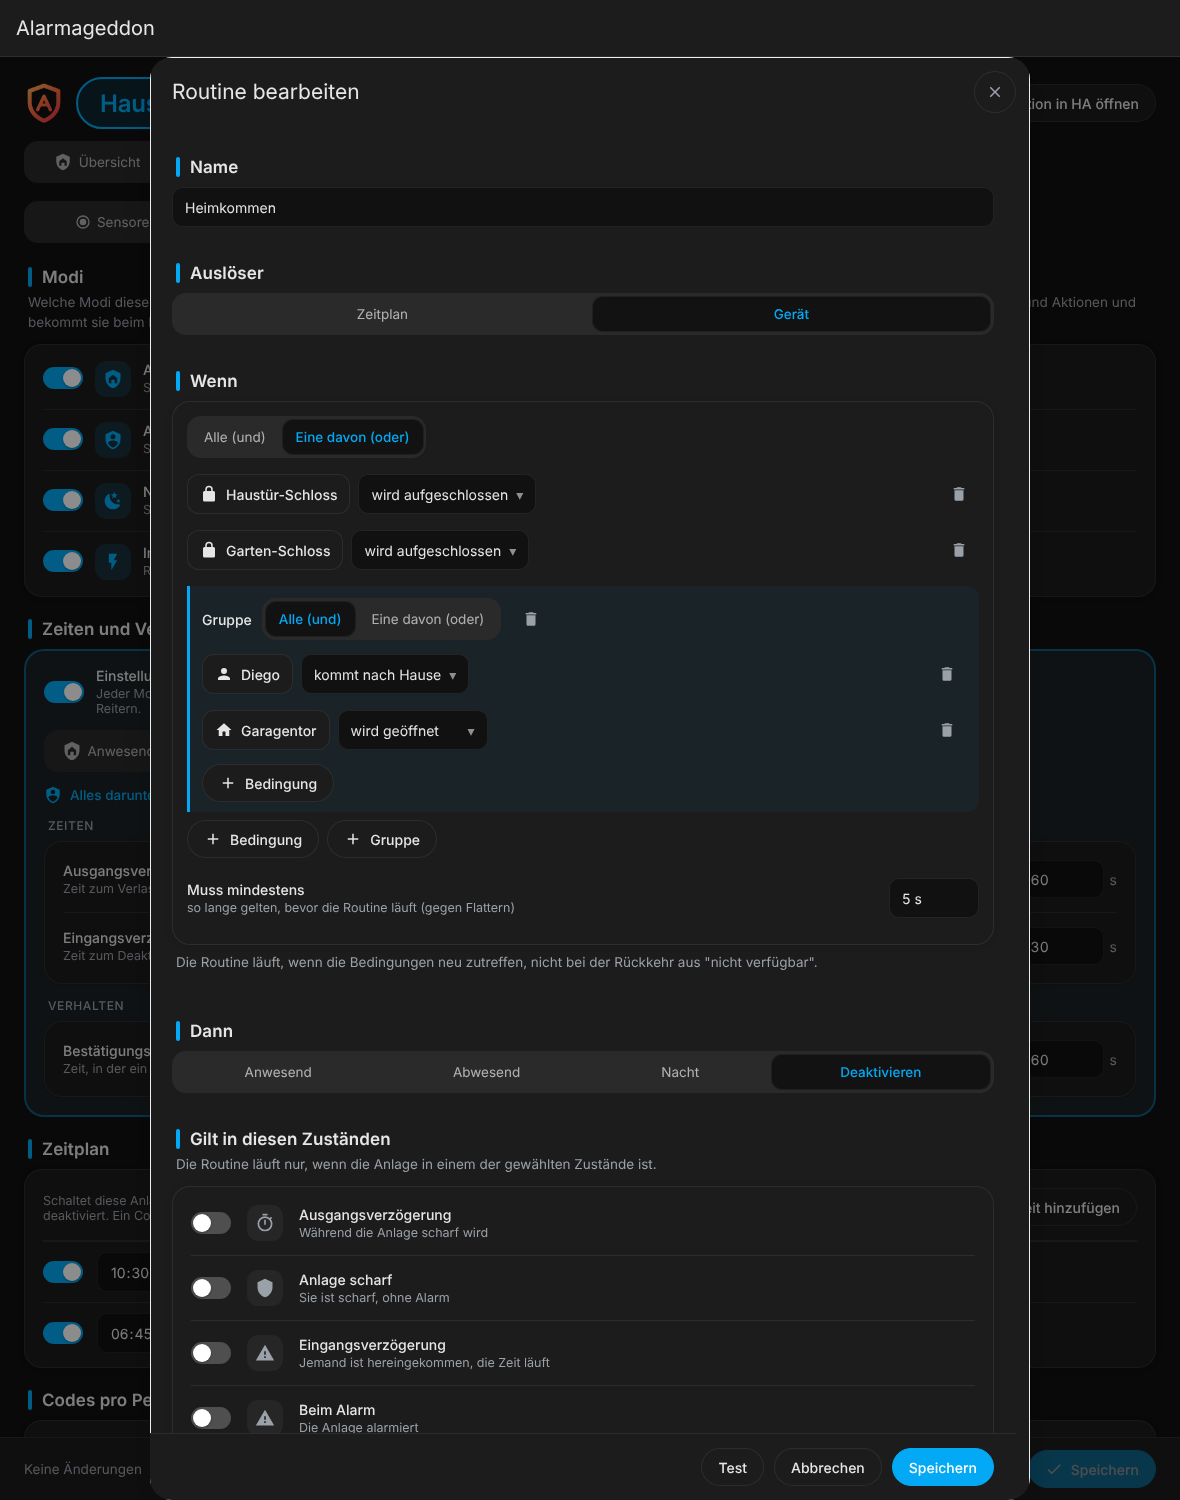 Alarmageddon
Routine bearbeiten
Haus
tion in HA öffnen
Übersicht
Name
Heimkommen
Sensore
Auslöser
Zeitplan
Gerät
Modi
Welche Modi diese
nd Aktionen und
bekommt sie beim
Wenn
Alle (und)
Eine davon (oder)
Haustür-Schloss
wird aufgeschlossen
Garten-Schloss
wird aufgeschlossen
Gruppe
Alle (und)
Eine davon (oder)
Diego
kommt nach Hause
Garagentor
wird geöffnet
Bedingung
Bedingung
Gruppe
Muss mindestens
so lange gelten, bevor die Routine läuft (gegen Flattern)
5 s
Die Routine läuft, wenn die Bedingungen neu zutreffen, nicht bei der Rückkehr aus "nicht verfügbar".
Zeiten und Ve
Einstellu
Jeder Mo
Reitern.
Anwesend
Alles darunte
ZEITEN
Ausgangsver
Zeit zum Verlas
60 s
Eingangsverz
Zeit zum Deakt
30 s
VERHALTEN
Bestätigungs
Zeit, in der ein
60 s
Dann
Anwesend
Abwesend
Nacht
Deaktivieren
Gilt in diesen Zuständen
Die Routine läuft nur, wenn die Anlage in einem der gewählten Zustände ist.
Ausgangsverzögerung
Während die Anlage scharf wird
Anlage scharf
Sie ist scharf, ohne Alarm
Eingangsverzögerung
Jemand ist hereingekommen, die Zeit läuft
Beim Alarm
Die Anlage alarmiert
Zeitplan
Schaltet diese Anl
deaktiviert. Ein Co
eit hinzufügen
10:30
06:45
Codes pro Pe
Keine Änderungen
Test
Abbrechen
Speichern
Speichern